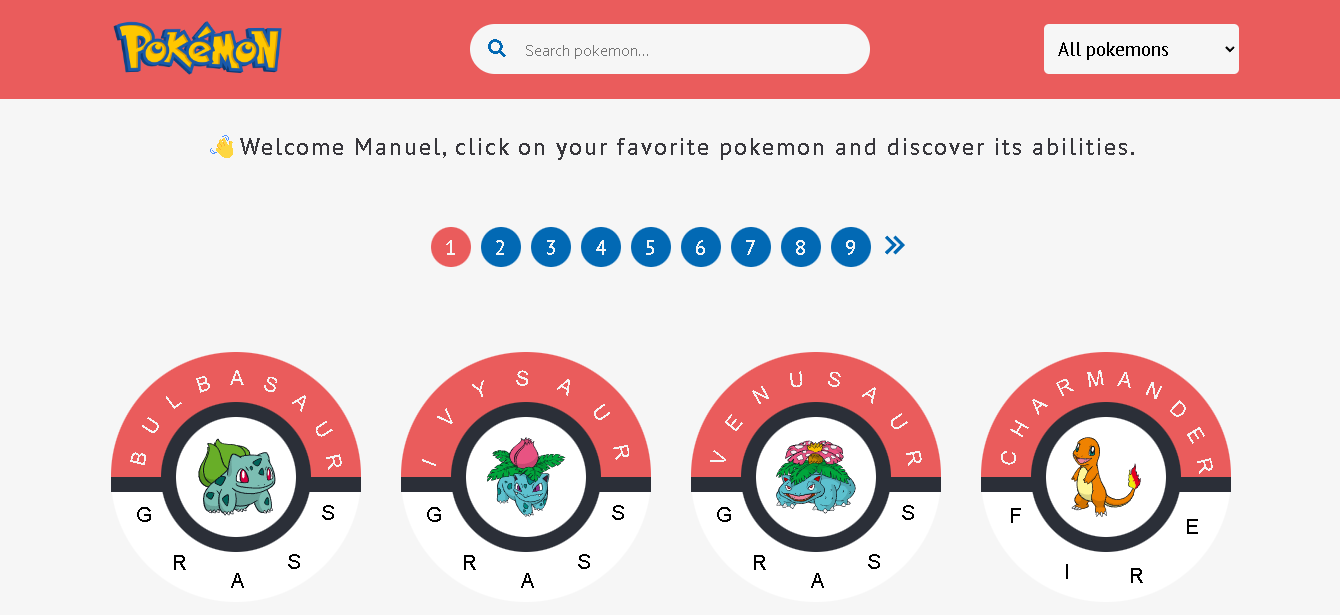 POKéMON
Search pokemon...
All pokemons
👋Welcome Manuel, click on your favorite pokemon and discover its abilities.
1 2 3 4 5 6 7 8 9 »
BULBASAUR
GRASS
IVYSAUR
GRASS
VENUSAUR
GRASS
CHARMANDER
FIRE